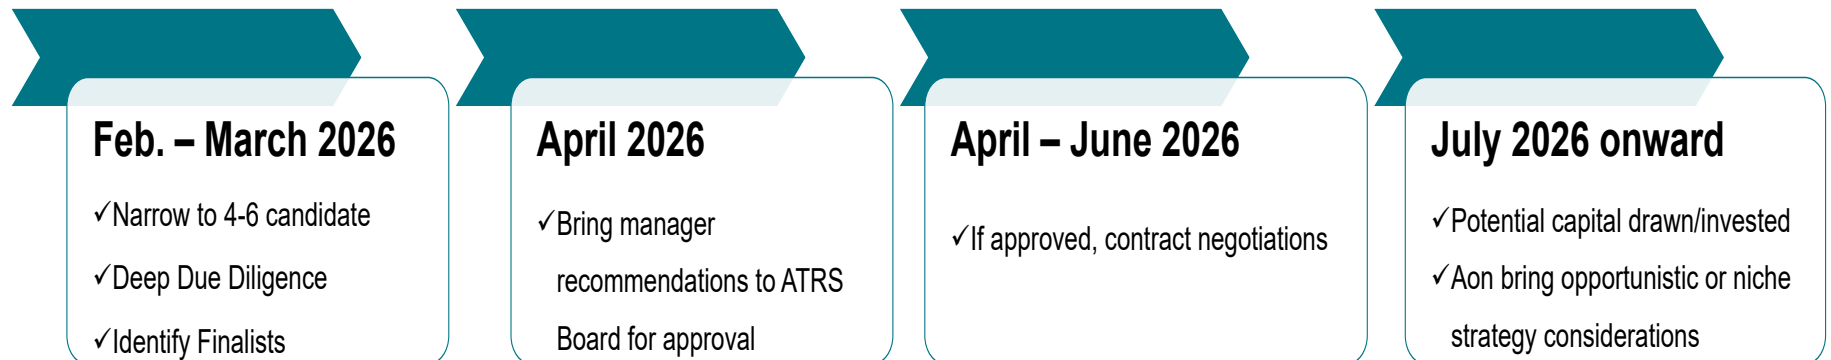 Feb. – March 2026
✓Narrow to 4-6 candidate
✓Deep Due Diligence
✓Identify Finalists
April 2026
✓Bring manager
recommendations to ATRS
Board for approval
April – June 2026
✓If approved, contract negotiations
July 2026 onward
✓Potential capital drawn/invested
✓Aon bring opportunistic or niche
strategy considerations